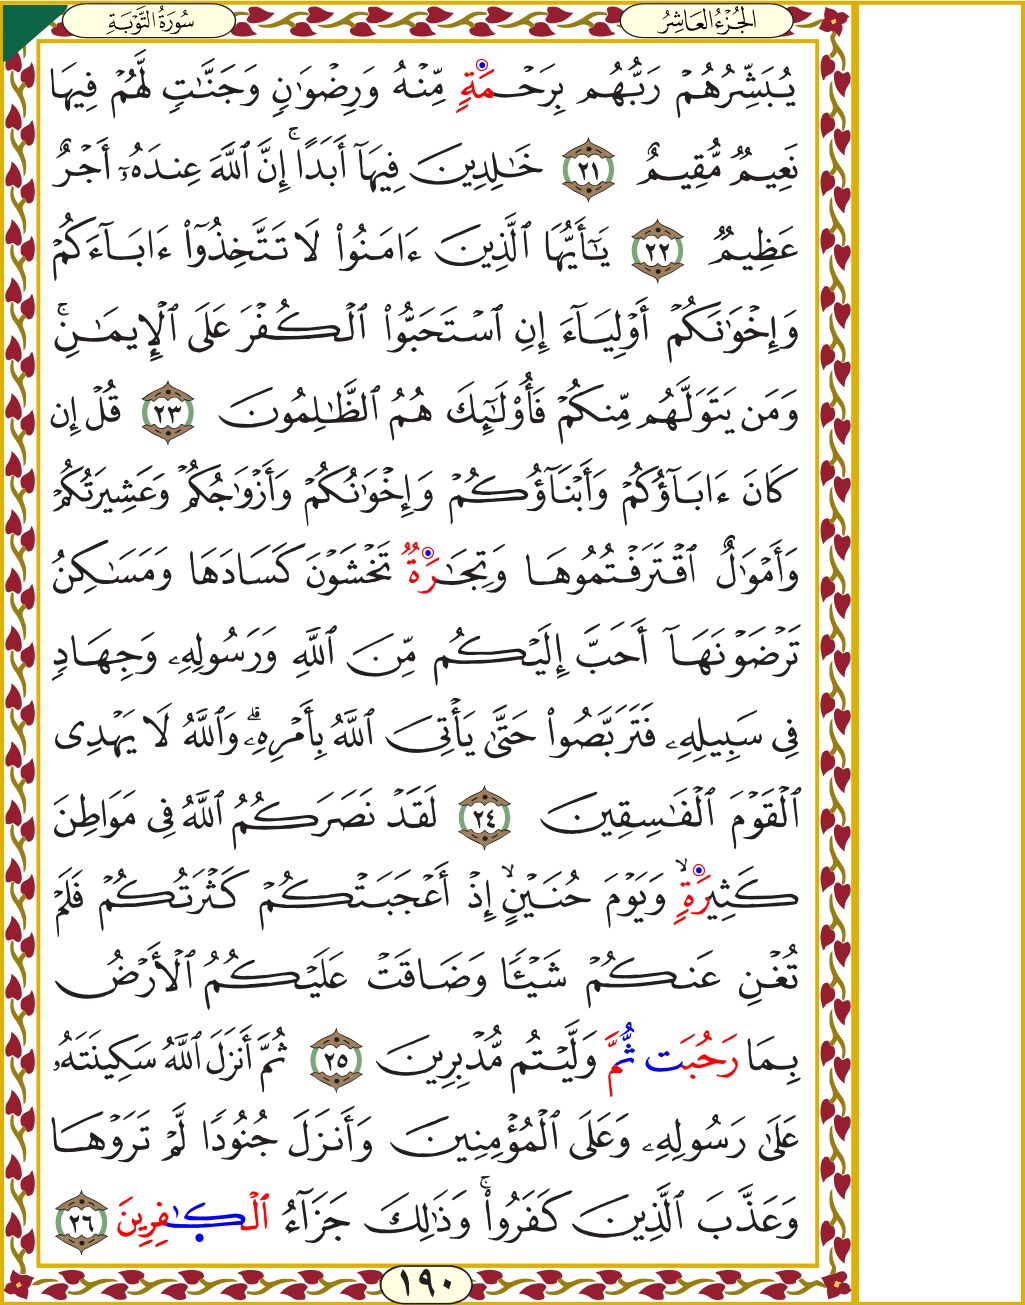 الجُزْءُ العَاشِرُ
سُورَةُ التَّوْبَةِ
يُبَشِّرُهُمْ رَبُّهُم بِرَحْمَةٍ مِّنْهُ وَرِضْوَٰنٍ وَجَنَّٰتٍ لَّهُمْ فِيهَا
نَعِيمٌ مُّقِيمٌ ٢١ خَٰلِدِينَ فِيهَآ أَبَدًا ۚ إِنَّ ٱللَّهَ عِندَهُۥٓ أَجْرٌ
عَظِيمٌ ٢٢ يَٰٓأَيُّهَا ٱلَّذِينَ ءَامَنُوا۟ لَا تَتَّخِذُوٓا۟ ءَابَآءَكُمْ
وَإِخْوَٰنَكُمْ أَوْلِيَآءَ إِنِ ٱسْتَحَبُّوا۟ ٱلْكُفْرَ عَلَى ٱلْإِيمَٰنِ ۚ
وَمَن يَتَوَلَّهُم مِّنكُمْ فَأُو۟لَٰٓئِكَ هُمُ ٱلظَّٰلِمُونَ ٢٣ قُلْ إِن
كَانَ ءَابَآؤُكُمْ وَأَبْنَآؤُكُمْ وَإِخْوَٰنُكُمْ وَأَزْوَٰجُكُمْ وَعَشِيرَتُكُمْ
وَأَمْوَٰلٌ ٱقْتَرَفْتُمُوهَا وَتِجَٰرَةٌ تَخْشَوْنَ كَسَادَهَا وَمَسَٰكِنُ
تَرْضَوْنَهَآ أَحَبَّ إِلَيْكُم مِّنَ ٱللَّهِ وَرَسُولِهِۦ وَجِهَادٍ
فِى سَبِيلِهِۦ فَتَرَبَّصُوا۟ حَتَّىٰ يَأْتِىَ ٱللَّهُ بِأَمْرِهِۦ ۗ وَٱللَّهُ لَا يَهْدِى
ٱلْقَوْمَ ٱلْفَٰسِقِينَ ٢٤ لَقَدْ نَصَرَكُمُ ٱللَّهُ فِى مَوَاطِنَ
كَثِيرَةٍ ۙ وَيَوْمَ حُنَيْنٍ ۙ إِذْ أَعْجَبَتْكُمْ كَثْرَتُكُمْ فَلَمْ
تُغْنِ عَنكُمْ شَيْـًٔا وَضَاقَتْ عَلَيْكُمُ ٱلْأَرْضُ
بِمَا رَحُبَت ثُّمَّ وَلَّيْتُم مُّدْبِرِينَ ٢٥ ثُمَّ أَنزَلَ ٱللَّهُ سَكِينَتَهُۥ
عَلَىٰ رَسُولِهِۦ وَعَلَى ٱلْمُؤْمِنِينَ وَأَنزَلَ جُنُودًا لَّمْ تَرَوْهَا
وَعَذَّبَ ٱلَّذِينَ كَفَرُوا۟ ۚ وَذَٰلِكَ جَزَآءُ ٱلْكَٰفِرِينَ ٢٦
١٩٠